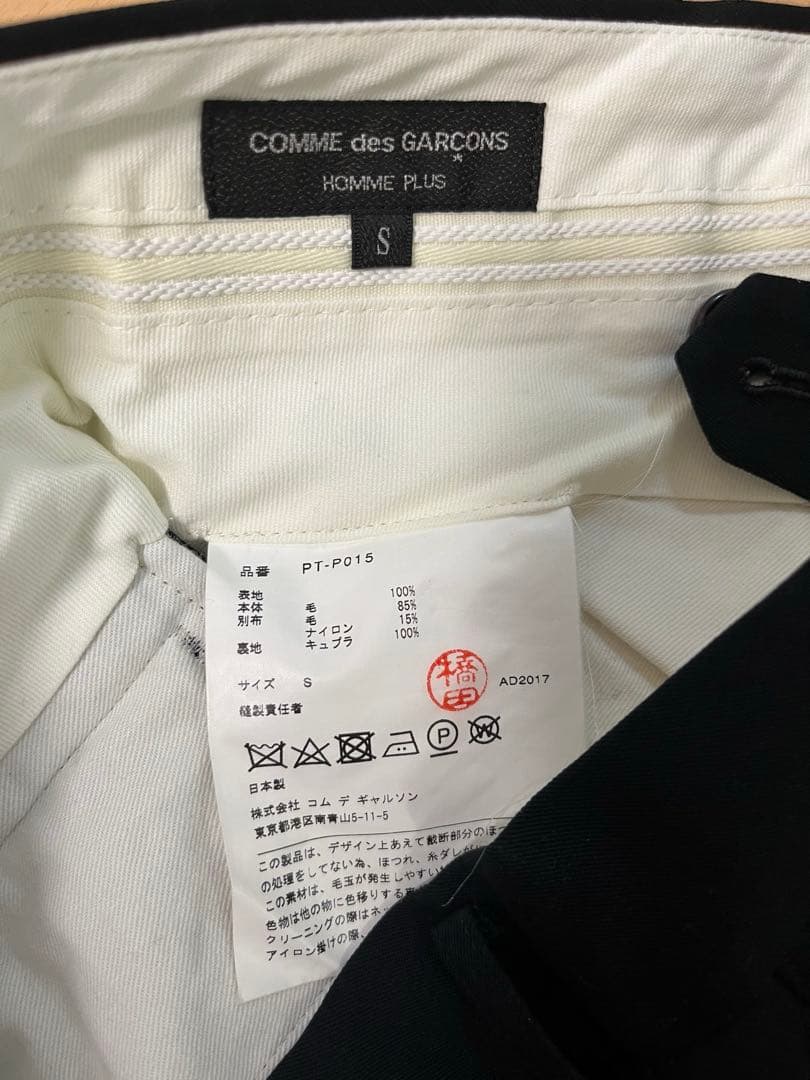 COMME des GARÇONS
*
HOMME PLUS
S
品番 PT-P015
表地 100%
本体 毛 85%
別布 毛 15%
ナイロン 100%
裏地 キュプラ
サイズ S
橋田
AD2017
縫製責任者
P W
日本製
株式会社 コム デ ギャルソン
東京都港区南青山5-11-5
この製品は、デザイン上あえて裁断部分のほつ
の処理をしてない為、ほつれ、糸ダレが
この素材は、毛玉が発生しやすい
色物は他の物に色移りする
クリーニングの際はネッ
アイロン掛けの際、